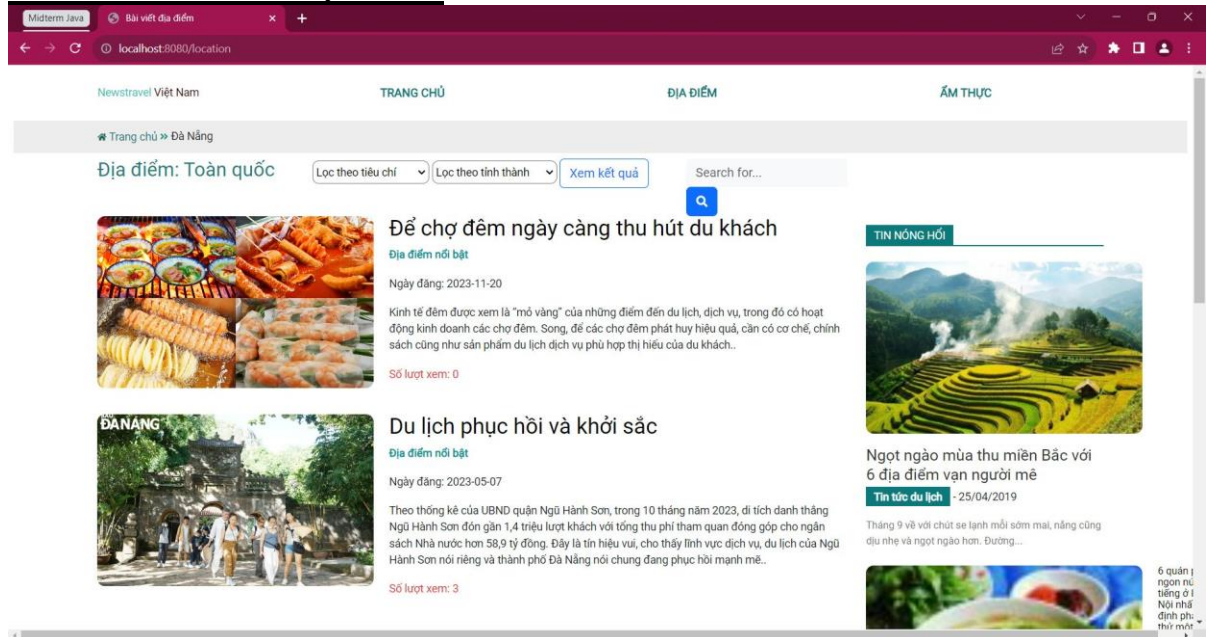 Midterm Java
Bài viết địa điểm
localhost:8080/location
Newstravel Việt Nam
TRANG CHỦ
ĐỊA ĐIỂM
ẨM THỰC
Trang chủ » Đà Nẵng
Địa điểm: Toàn quốc
Lọc theo tiêu chí
Lọc theo tỉnh thành
Xem kết quả
Search for...
Để chợ đêm ngày càng thu hút du khách
Địa điểm nổi bật
Ngày đăng: 2023-11-20
Kinh tế đêm được xem là "mỏ vàng" của những điểm đến du lịch, dịch vụ, trong đó có hoạt
động kinh doanh các chợ đêm. Song, để các chợ đêm phát huy hiệu quả, cần có cơ chế, chính
sách cũng như sản phẩm du lịch dịch vụ phù hợp thị hiếu của du khách..
Số lượt xem: 0
ĐANANG
Du lịch phục hồi và khởi sắc
Địa điểm nổi bật
Ngày đăng: 2023-05-07
Theo thống kê của UBND quận Ngũ Hành Sơn, trong 10 tháng năm 2023, di tích danh thắng
Ngũ Hành Sơn đón gần 1,4 triệu lượt khách với tổng thu phí tham quan đóng góp cho ngân
sách Nhà nước hơn 58,9 tỷ đồng. Đây là tín hiệu vui, cho thấy lĩnh vực dịch vụ, du lịch của Ngũ
Hành Sơn nói riêng và thành phố Đà Nẵng nói chung đang phục hồi mạnh mẽ..
Số lượt xem: 3
TIN NÓNG HỔI
Ngọt ngào mùa thu miền Bắc với
6 địa điểm vạn người mê
Tin tức du lịch - 25/04/2019
Tháng 9 về với chút se lạnh mỗi sớm mai, nắng cũng
dịu nhẹ và ngọt ngào hơn. Đường...
6 quán
ngon
tiếng ở
Nội nhấ
định
thử một